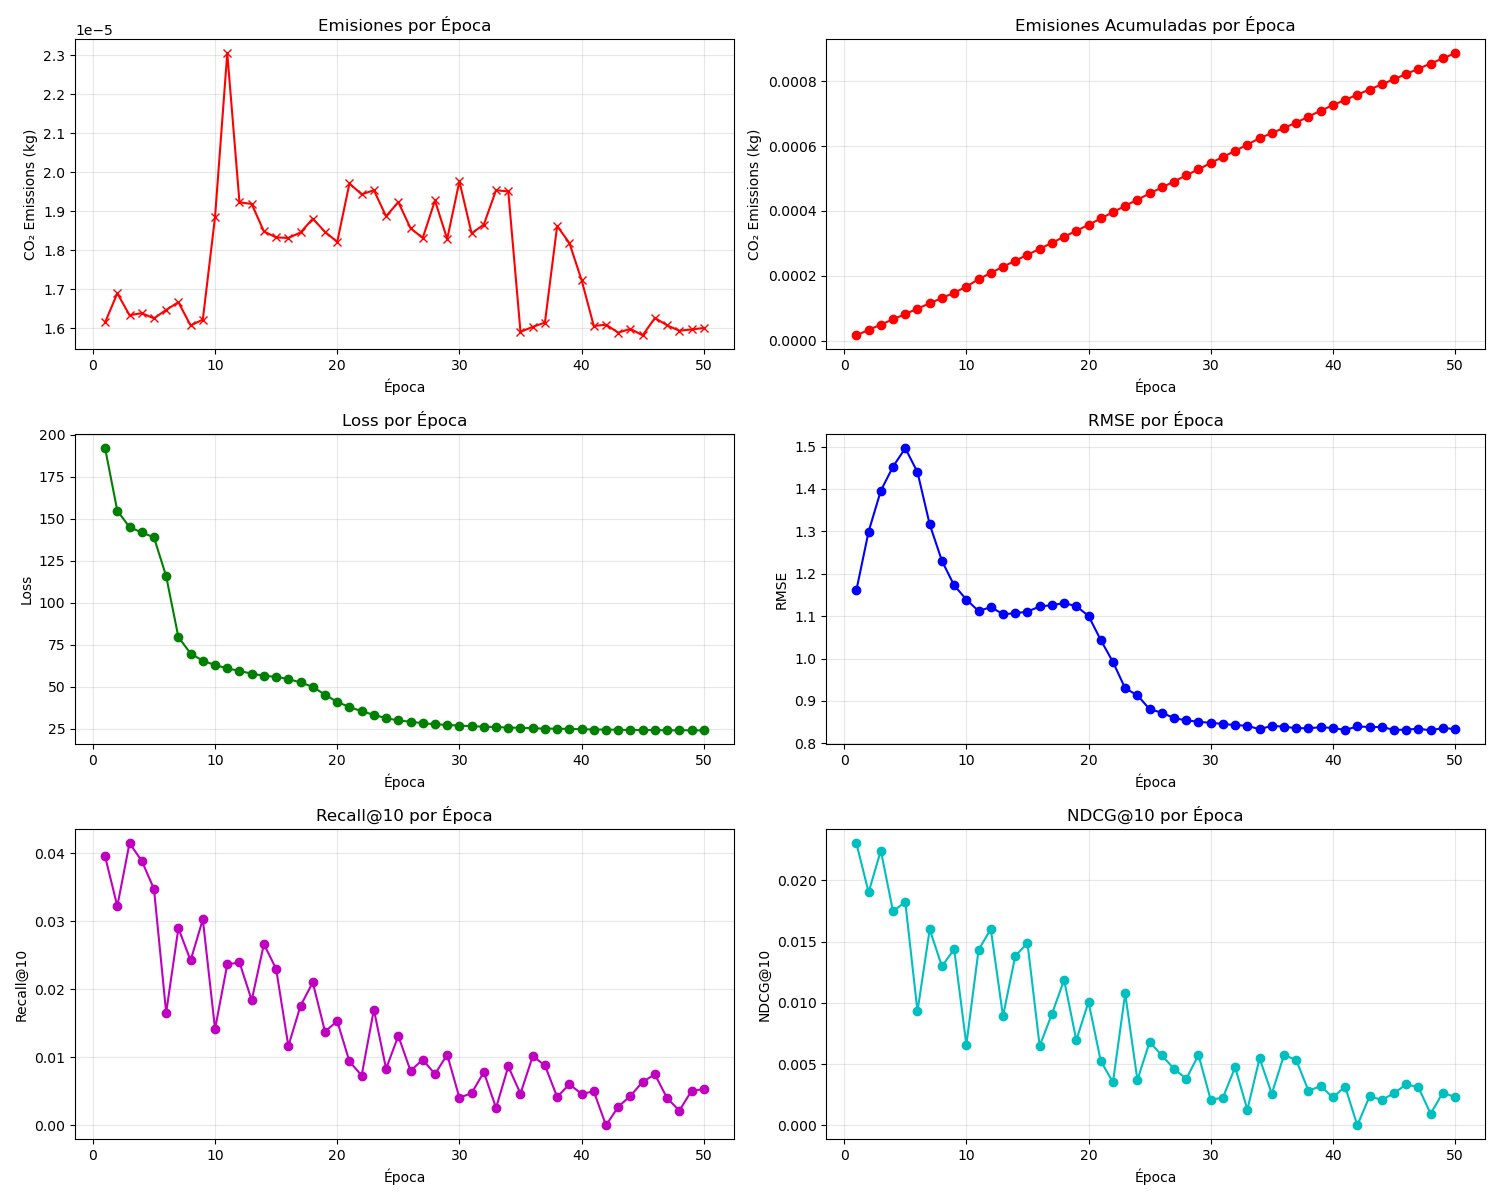 Emisiones por Época
1e−5
2.3
2.2
2.1
2.0
1.9
1.8
1.7
1.6
CO₂ Emissions (kg)
0 10 20 30 40 50
Época
Emisiones Acumuladas por Época
0.0008
0.0006
0.0004
0.0002
0.0000
CO₂ Emissions (kg)
0 10 20 30 40 50
Época
Loss por Época
200
175
150
125
100
75
50
25
Loss
0 10 20 30 40 50
Época
RMSE por Época
1.5
1.4
1.3
1.2
1.1
1.0
0.9
0.8
RMSE
0 10 20 30 40 50
Época
Recall@10 por Época
0.04
0.03
0.02
0.01
0.00
Recall@10
0 10 20 30 40 50
Época
NDCG@10 por Época
0.020
0.015
0.010
0.005
0.000
NDCG@10
0 10 20 30 40 50
Época